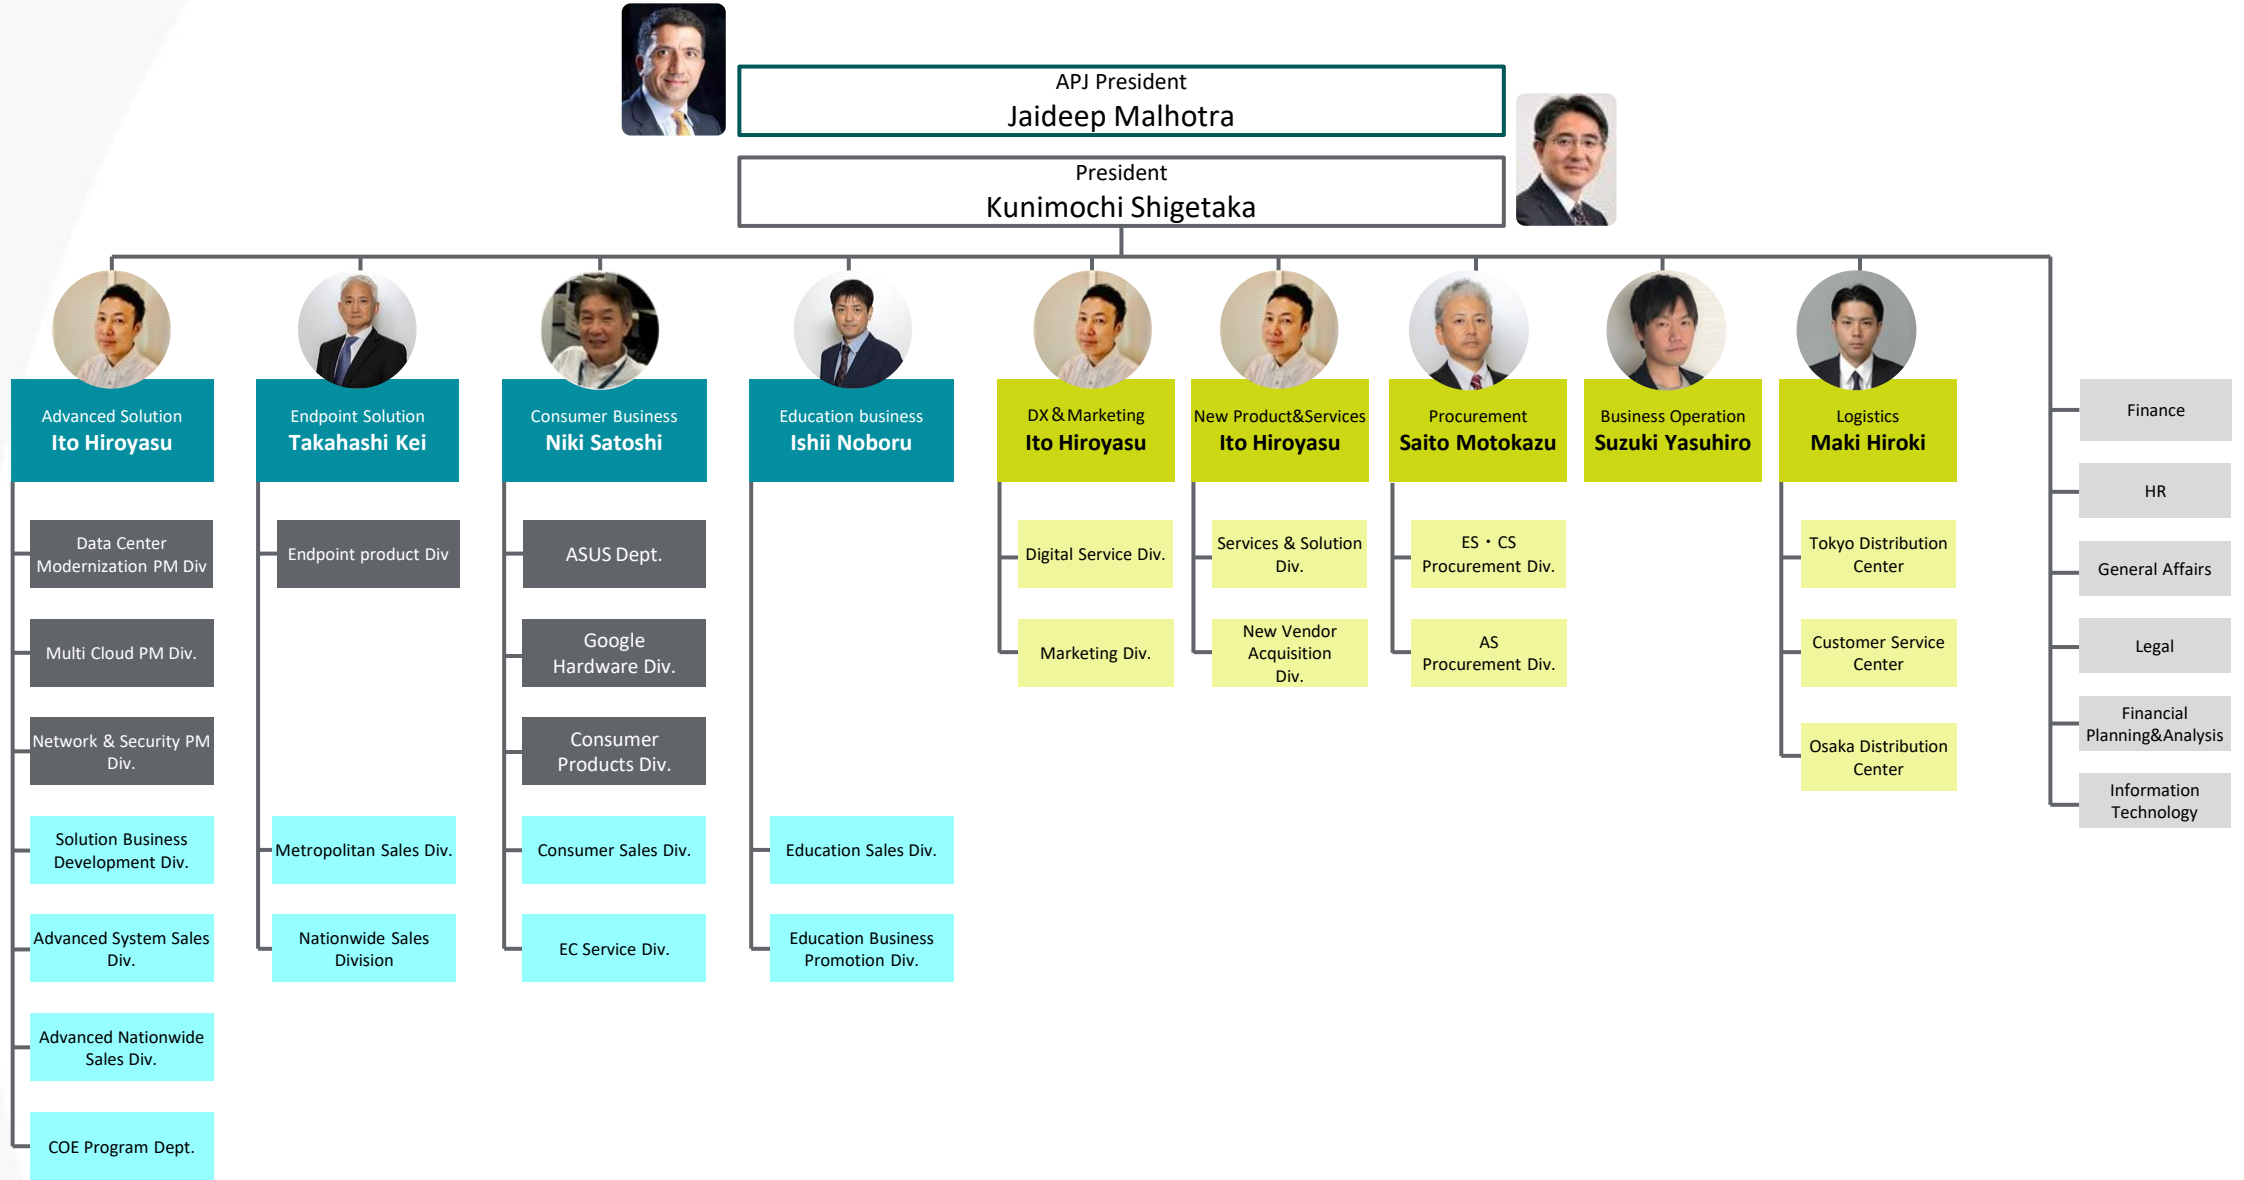 APJ President
Jaideep Malhotra
President
Kunimochi Shigetaka
Advanced Solution
Ito Hiroyasu
Data Center
Modernization PM Div
Multi Cloud PM Div.
Network & Security PM
Div.
Solution Business
Development Div.
Advanced System Sales
Div.
Advanced Nationwide
Sales Div.
COE Program Dept.
Endpoint Solution
Takahashi Kei
Endpoint product Div
Metropolitan Sales Div.
Nationwide Sales
Division
Consumer Business
Niki Satoshi
ASUS Dept.
Google
Hardware Div.
Consumer
Products Div.
Consumer Sales Div.
EC Service Div.
Education business
Ishii Noboru
Education Sales Div.
Education Business
Promotion Div.
DX＆Marketing
Ito Hiroyasu
Digital Service Div.
Marketing Div.
New Product&Services
Ito Hiroyasu
Services & Solution
Div.
New Vendor
Acquisition
Div.
Procurement
Saito Motokazu
ES・CS
Procurement Div.
AS
Procurement Div.
Business Operation
Suzuki Yasuhiro
Logistics
Maki Hiroki
Tokyo Distribution
Center
Customer Service
Center
Osaka Distribution
Center
Finance
HR
General Affairs
Legal
Financial
Planning&Analysis
Information
Technology